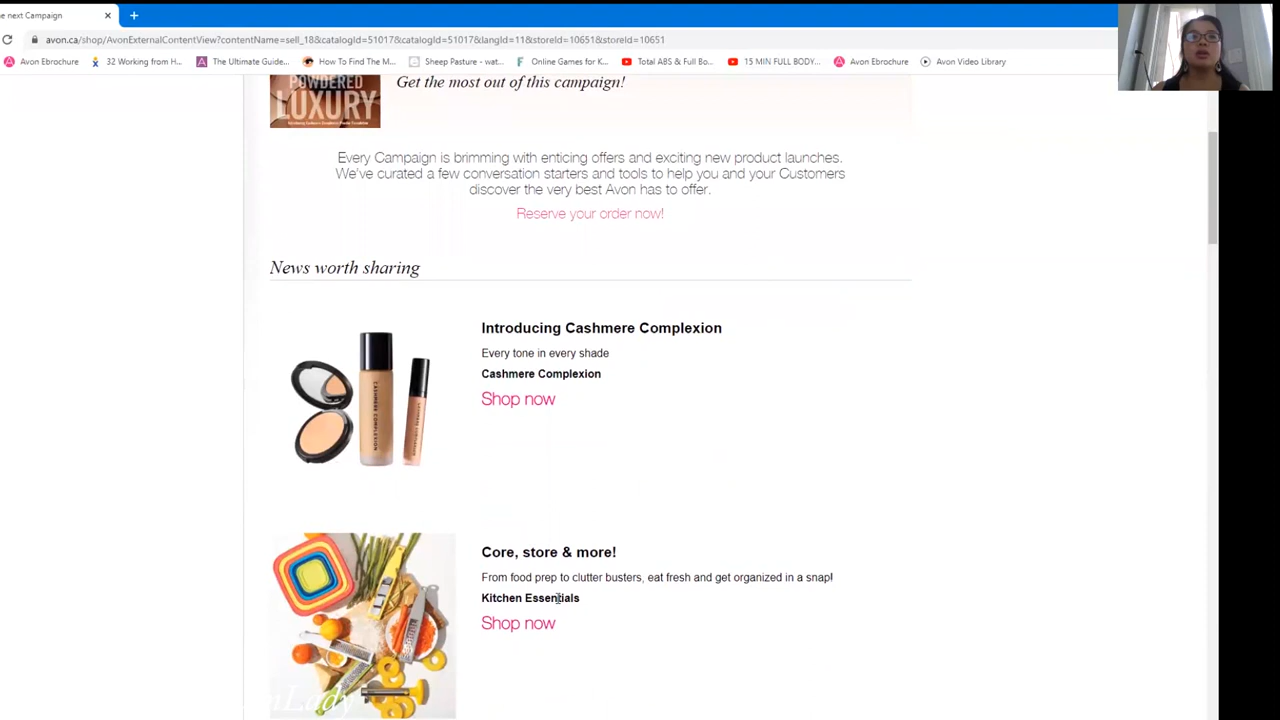 ne next Campaign
avon.ca/shop/AvonExternalContentView?contentName=sell_18&catalogId=51017&catalogId=51017&langId=11&storeId=10651&storeId=10651
Avon Ebrochure
32 Working from H...
The Ultimate Guide...
How To Find The M...
Sheep Pasture - wat...
Online Games for K...
Total ABS & Full Bo...
15 MIN FULL BODY...
Avon Ebrochure
Avon Video Library
POWDERED
LUXURY
Get the most out of this campaign!
Every Campaign is brimming with enticing offers and exciting new product launches.
We've curated a few conversation starters and tools to help you and your Customers
discover the very best Avon has to offer.
Reserve your order now!
News worth sharing
Introducing Cashmere Complexion
Every tone in every shade
Cashmere Complexion
Shop now
CASHMERE COMPLEXION
Core, store & more!
From food prep to clutter busters, eat fresh and get organized in a snap!
Kitchen Essentials
Shop now
nLady